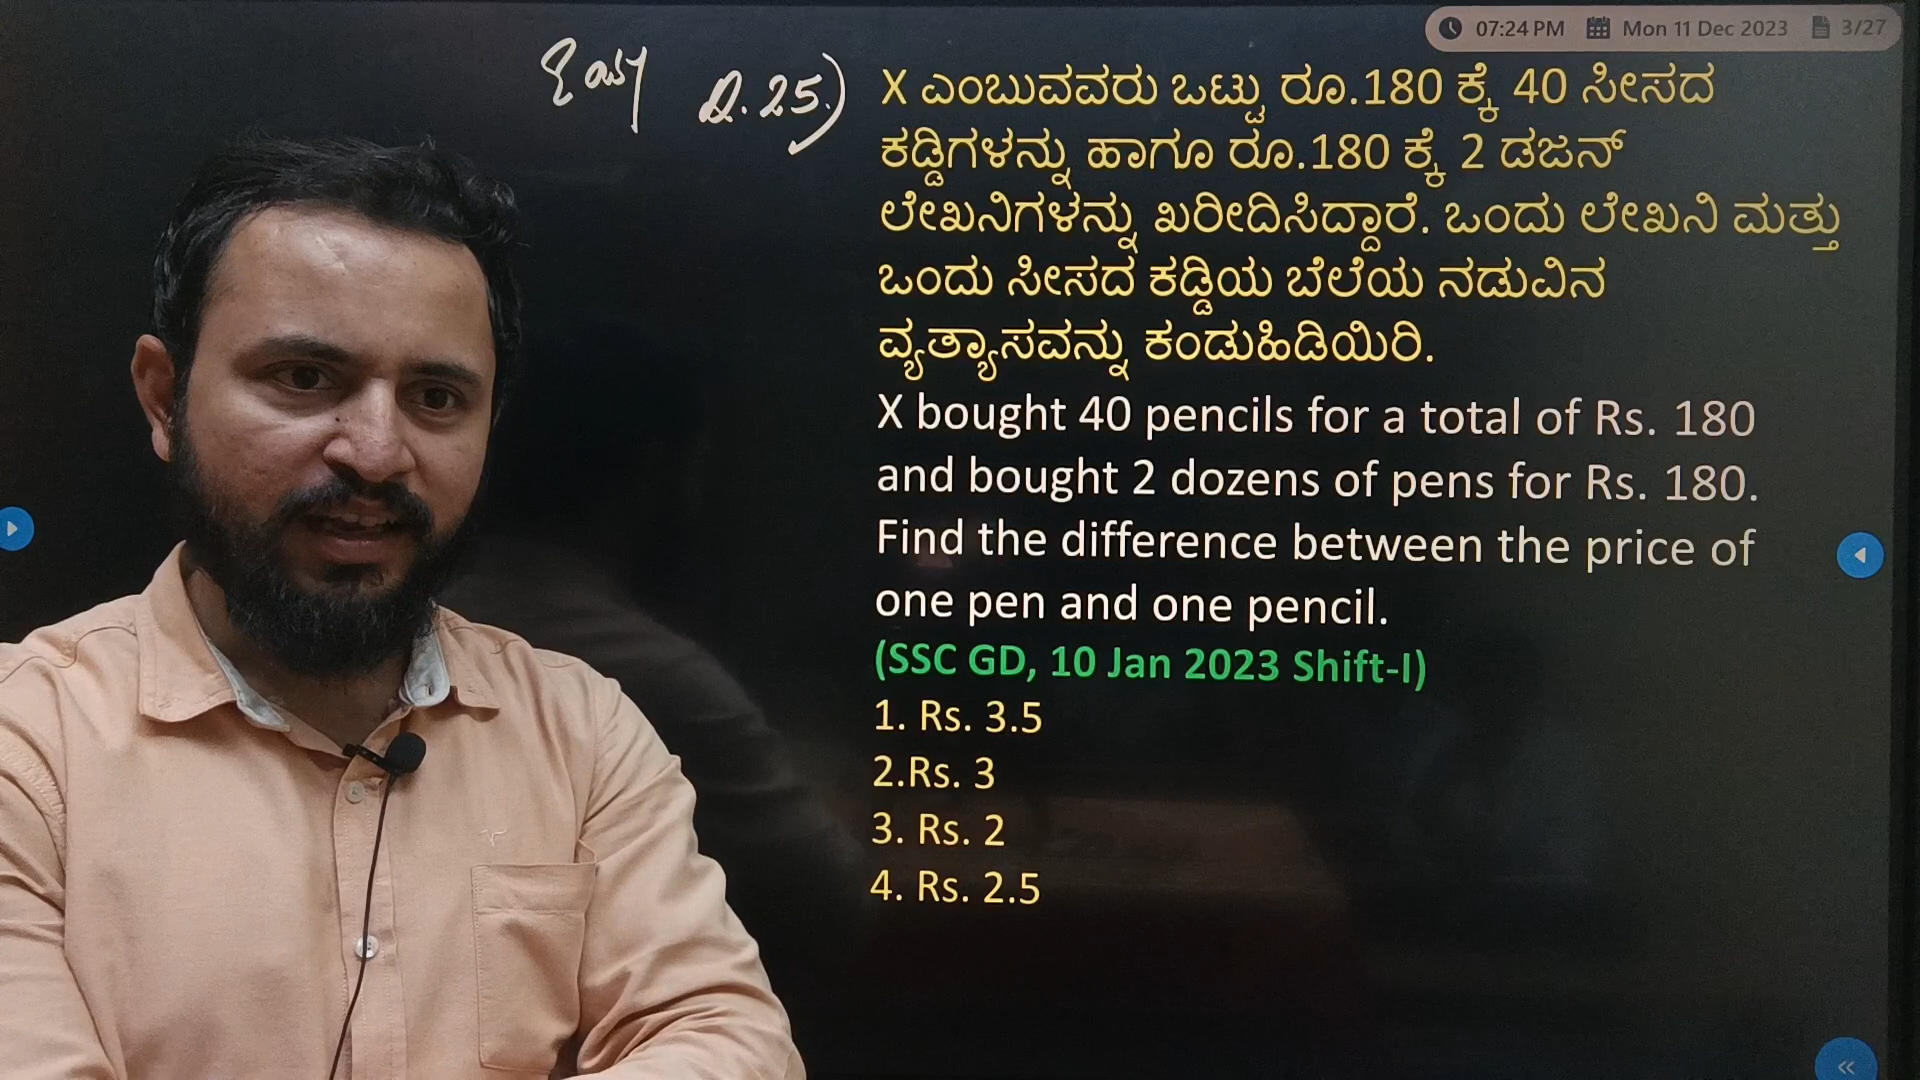 07:24 PM Mon 11 Dec 2023 3/27
Easy Q.25.) X ಎಂಬುವವರು ಒಟ್ಟು ರೂ.180 ಕ್ಕೆ 40 ಸೀಸದ
ಕಡ್ಡಿಗಳನ್ನು ಹಾಗೂ ರೂ.180 ಕ್ಕೆ 2 ಡಜನ್
ಲೇಖನಿಗಳನ್ನು ಖರೀದಿಸಿದ್ದಾರೆ. ಒಂದು ಲೇಖನಿ ಮತ್ತು
ಒಂದು ಸೀಸದ ಕಡ್ಡಿಯ ಬೆಲೆಯ ನಡುವಿನ
ವ್ಯತ್ಯಾಸವನ್ನು ಕಂಡುಹಿಡಿಯಿರಿ.
X bought 40 pencils for a total of Rs. 180
and bought 2 dozens of pens for Rs. 180.
Find the difference between the price of
one pen and one pencil.
(SSC GD, 10 Jan 2023 Shift-I)
1. Rs. 3.5
2.Rs. 3
3. Rs. 2
4. Rs. 2.5